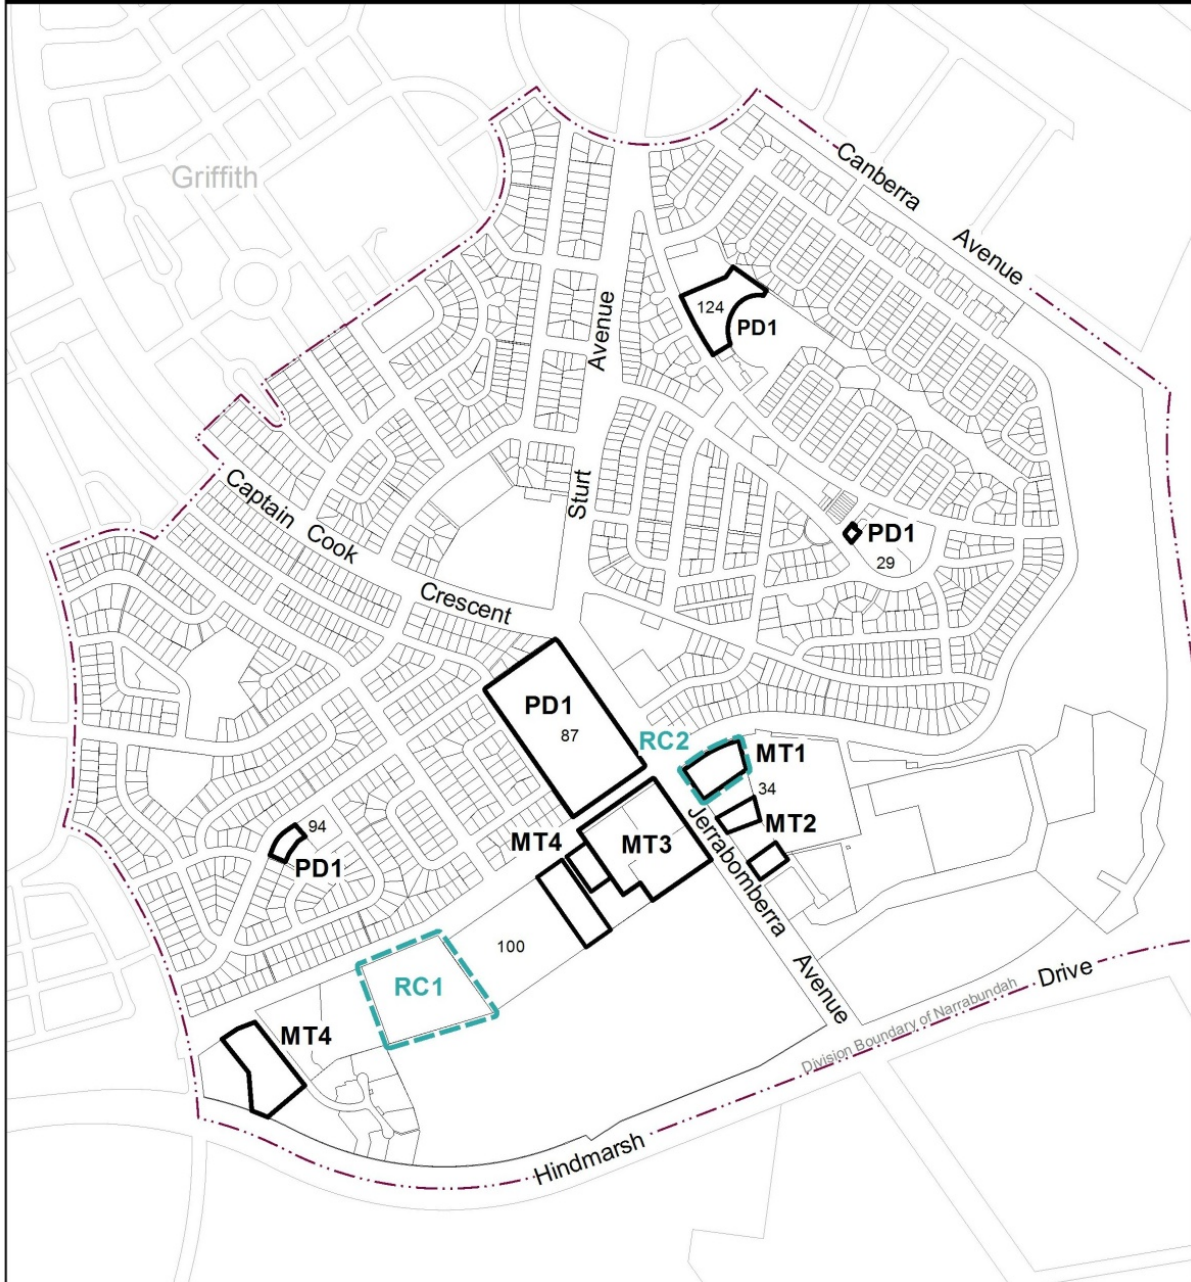 Griffith
Canberra
Avenue
124
PD1
Avenue
Sturt
Captain
Cook
Crescent
PD1
29
PD1
87
RC2
MT1
34
MT2
MT4
MT3
94
PD1
Jerrabomberra
Avenue
100
RC1
MT4
Division Boundary of Narrabundah
Drive
Hindmarsh